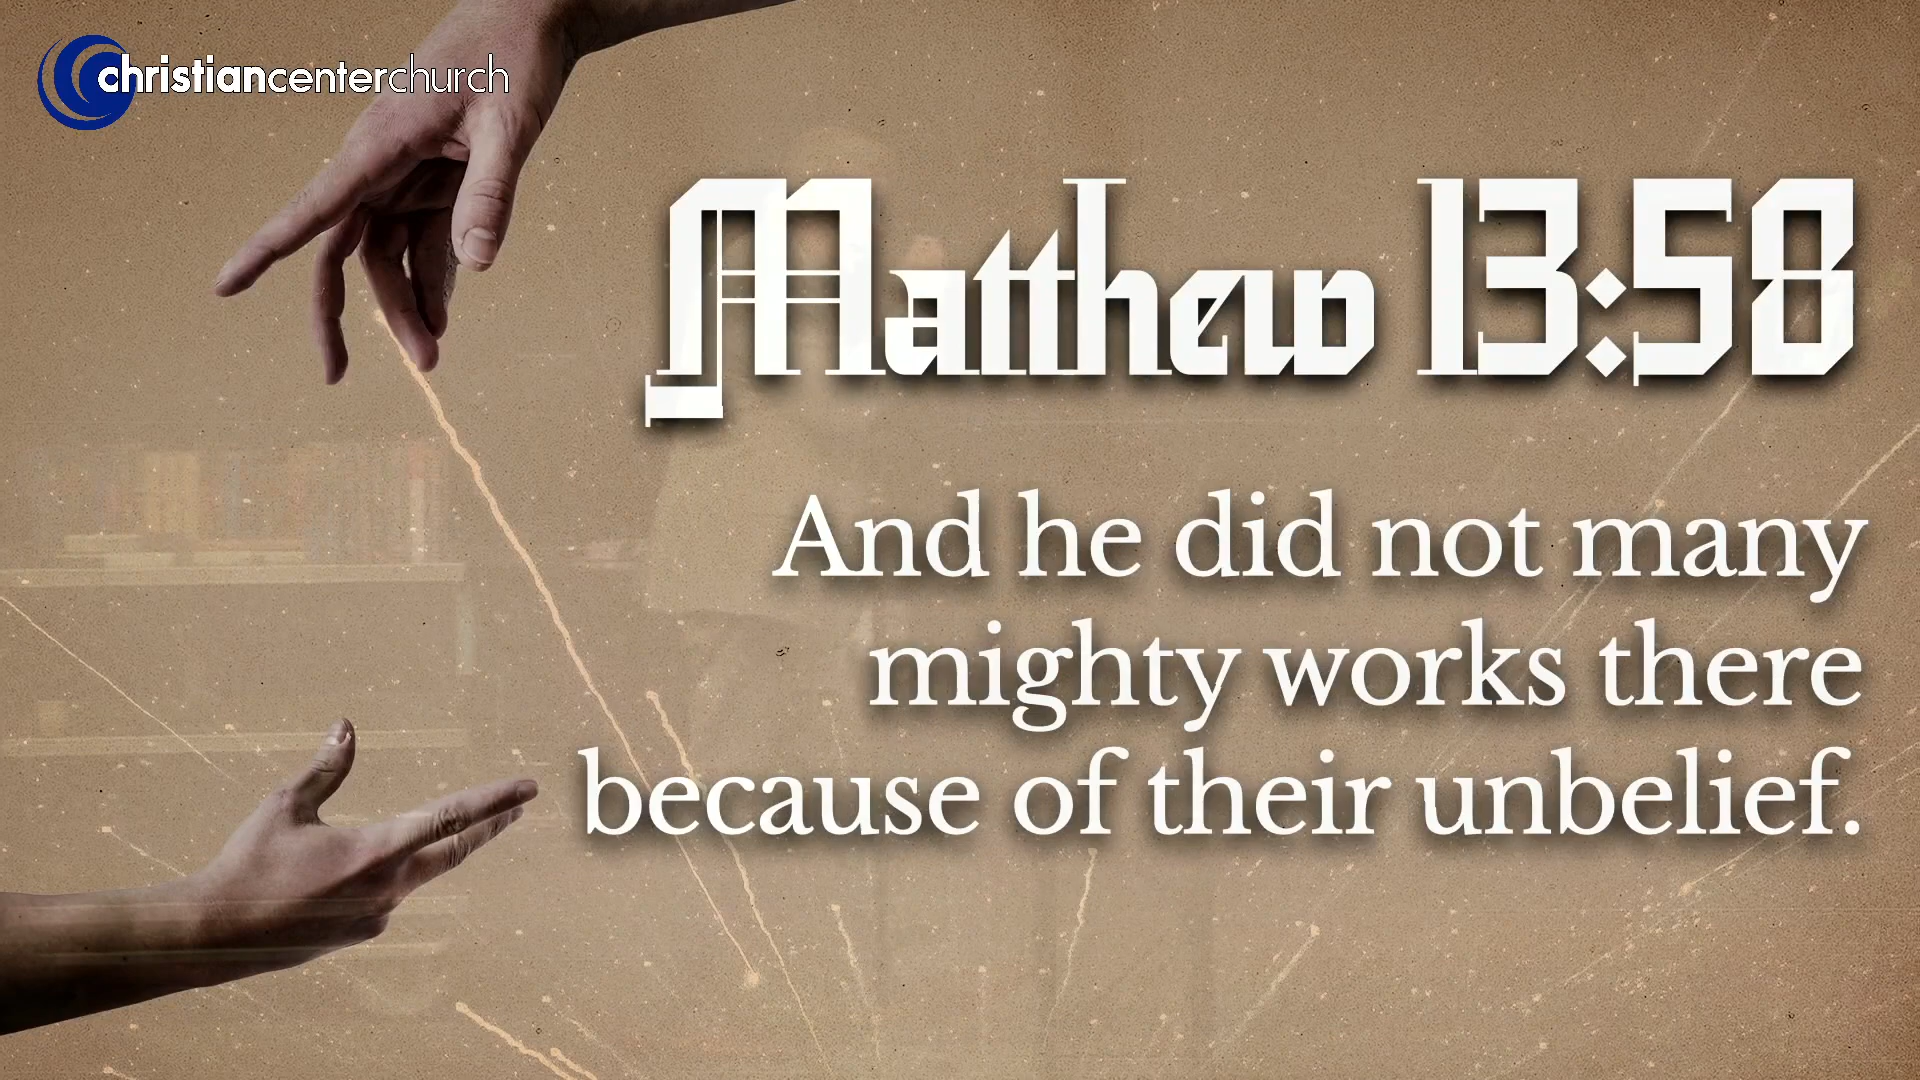 christiancenterchurch
Matthew 13:58
And he did not many
mighty works there
because of their unbelief.